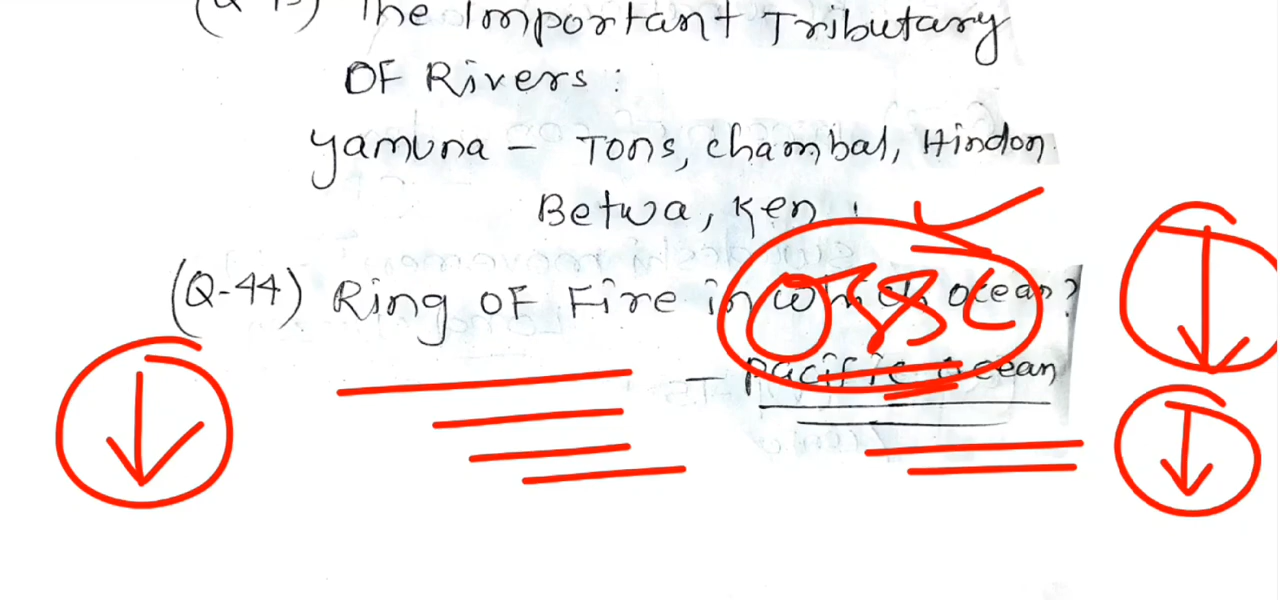 The Important Tributary
OF Rivers :
yamuna – Tons, chambal, Hindon
Betwa, Ken
(Q-44) Ring OF Fire in which ocean?
– Pacific ocean